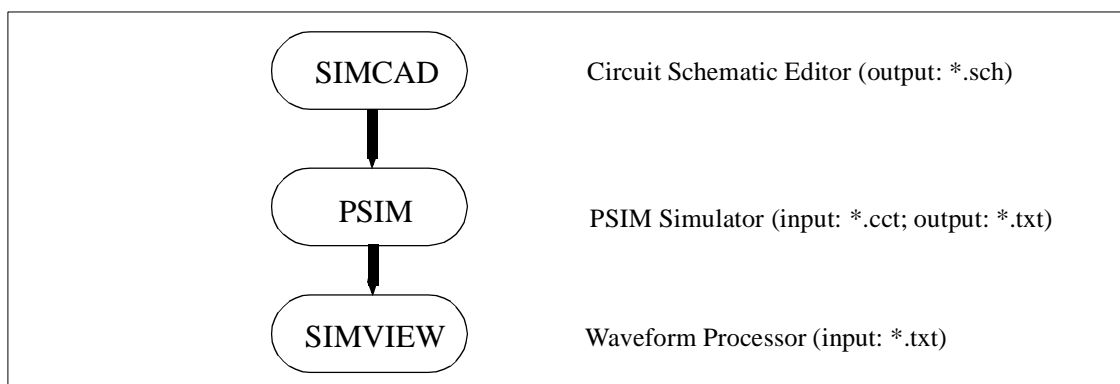 SIMCAD Circuit Schematic Editor (output: *.sch)
PSIM PSIM Simulator (input: *.cct; output: *.txt)
SIMVIEW Waveform Processor (input: *.txt)